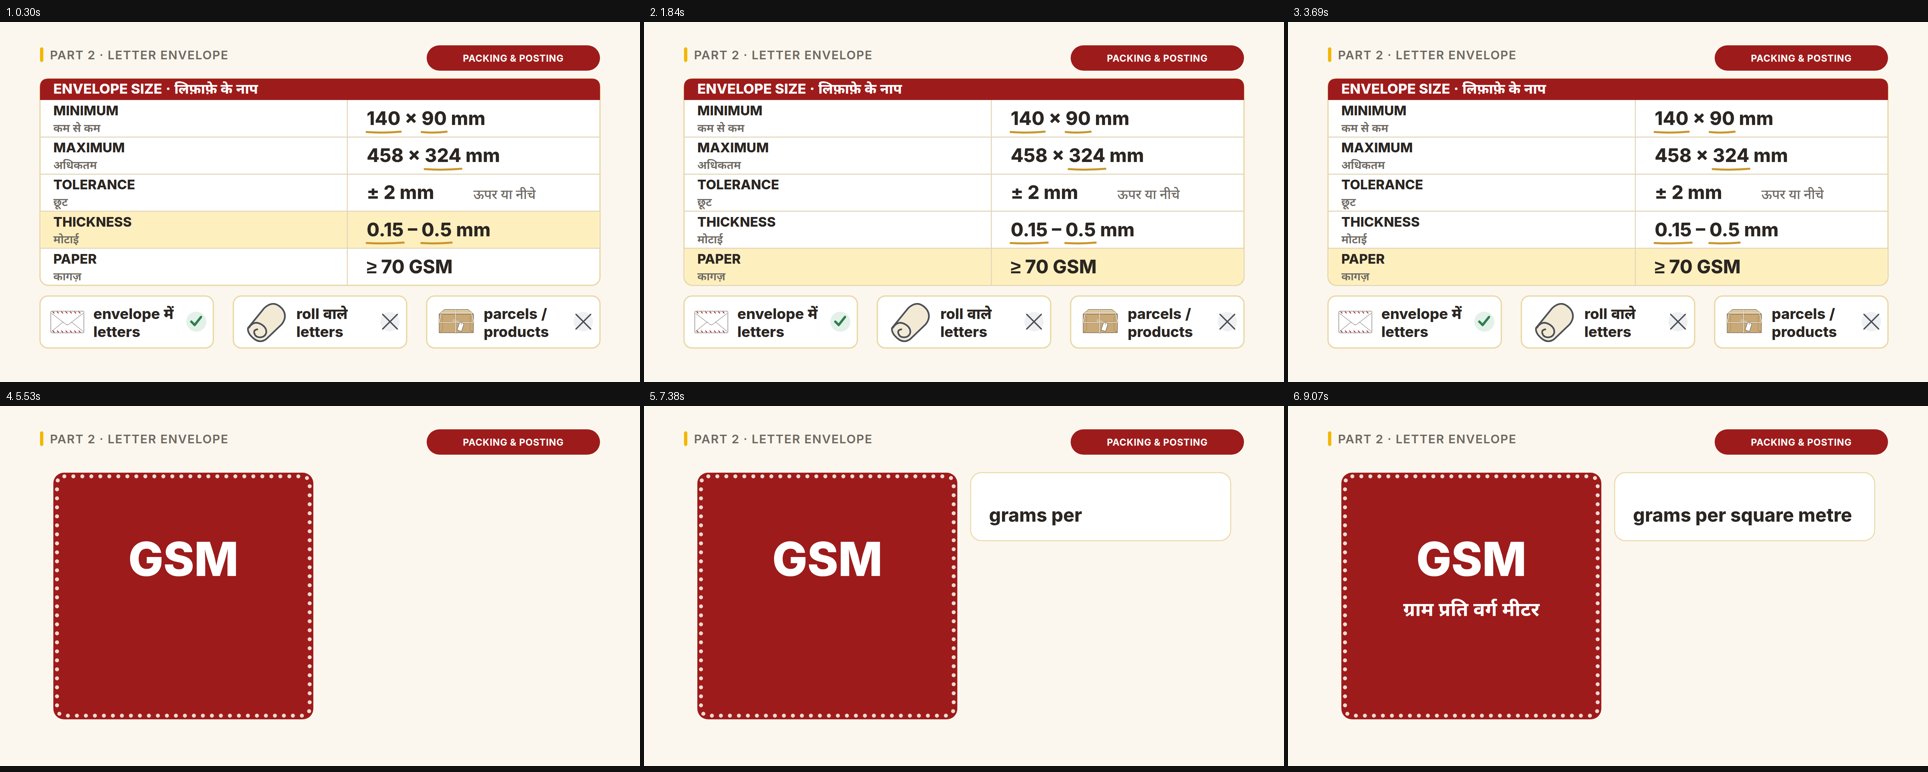 1. 0.30s
PART 2 · LETTER ENVELOPE
PACKING & POSTING
ENVELOPE SIZE · लिफ़ाफ़े के नाप
MINIMUM
कम से कम
140 × 90 mm
MAXIMUM
अधिकतम
458 × 324 mm
TOLERANCE
छूट
± 2 mm ऊपर या नीचे
THICKNESS
मोटाई
0.15 – 0.5 mm
PAPER
कागज़
≥ 70 GSM
envelope में
letters
roll वाले
letters
parcels /
products
2. 1.84s
PART 2 · LETTER ENVELOPE
PACKING & POSTING
ENVELOPE SIZE · लिफ़ाफ़े के नाप
MINIMUM
कम से कम
140 × 90 mm
MAXIMUM
अधिकतम
458 × 324 mm
TOLERANCE
छूट
± 2 mm ऊपर या नीचे
THICKNESS
मोटाई
0.15 – 0.5 mm
PAPER
कागज़
≥ 70 GSM
envelope में
letters
roll वाले
letters
parcels /
products
3. 3.69s
PART 2 · LETTER ENVELOPE
PACKING & POSTING
ENVELOPE SIZE · लिफ़ाफ़े के नाप
MINIMUM
कम से कम
140 × 90 mm
MAXIMUM
अधिकतम
458 × 324 mm
TOLERANCE
छूट
± 2 mm ऊपर या नीचे
THICKNESS
मोटाई
0.15 – 0.5 mm
PAPER
कागज़
≥ 70 GSM
envelope में
letters
roll वाले
letters
parcels /
products
4. 5.53s
PART 2 · LETTER ENVELOPE
PACKING & POSTING
GSM
5. 7.38s
PART 2 · LETTER ENVELOPE
PACKING & POSTING
GSM
grams per
6. 9.07s
PART 2 · LETTER ENVELOPE
PACKING & POSTING
GSM
ग्राम प्रति वर्ग मीटर
grams per square metre